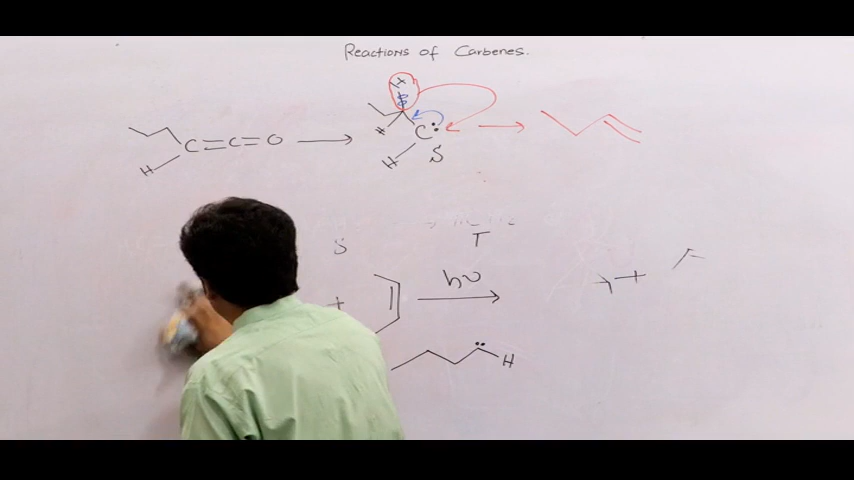 Reactions of Carbenes.
H
H C: 
H C=C=O
H S
S T
+ hν
H